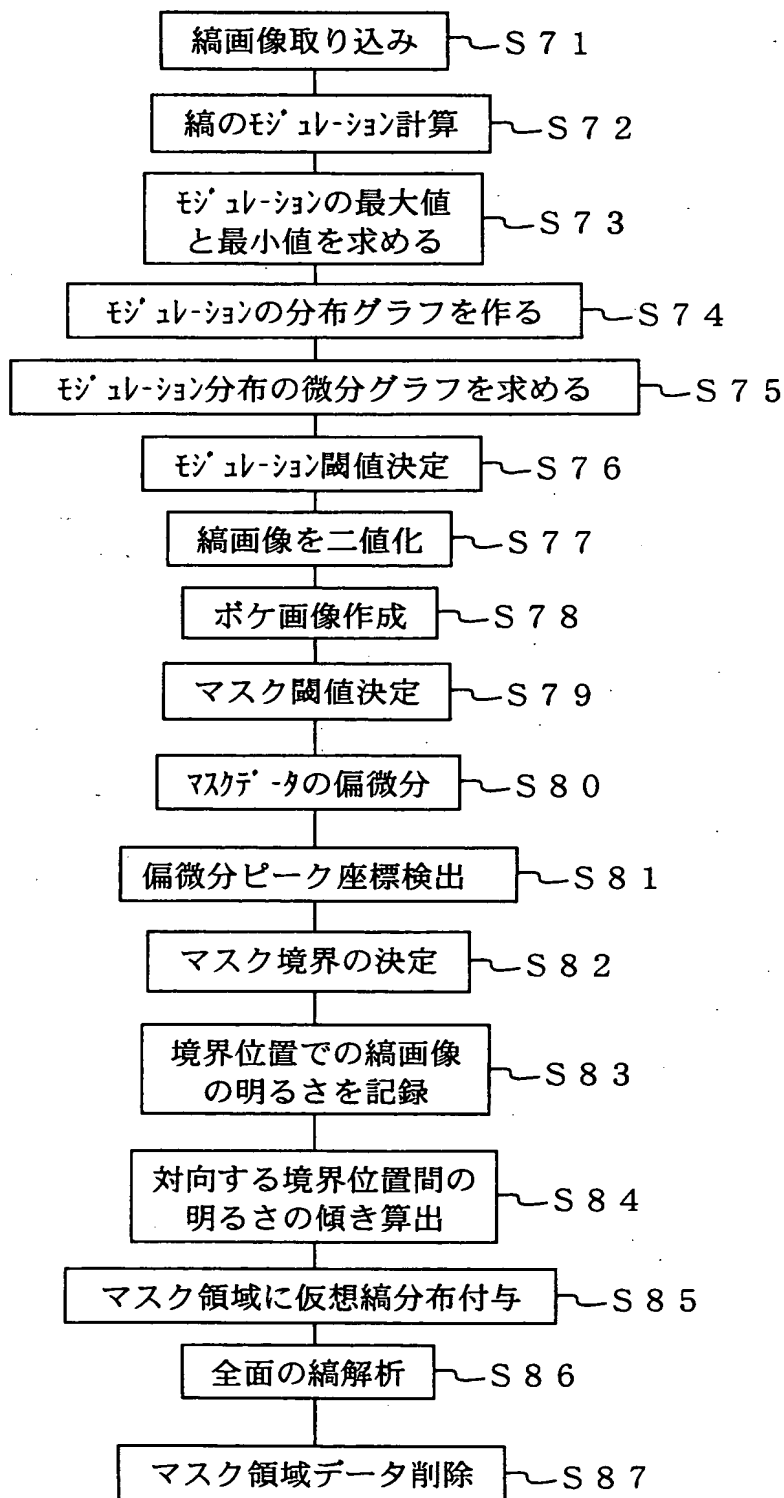 縞画像取り込み S71
縞のﾓｼﾞｭﾚｰｼｮﾝ計算 S72
ﾓｼﾞｭﾚｰｼｮﾝの最大値
と最小値を求める S73
ﾓｼﾞｭﾚｰｼｮﾝの分布グラフを作る S74
ﾓｼﾞｭﾚｰｼｮﾝ分布の微分グラフを求める S75
ﾓｼﾞｭﾚｰｼｮﾝ閾値決定 S76
縞画像を二値化 S77
ボケ画像作成 S78
マスク閾値決定 S79
ﾏｽｸﾃﾞｰﾀの偏微分 S80
偏微分ピーク座標検出 S81
マスク境界の決定 S82
境界位置での縞画像
の明るさを記録 S83
対向する境界位置間の
明るさの傾き算出 S84
マスク領域に仮想縞分布付与 S85
全面の縞解析 S86
マスク領域データ削除 S87